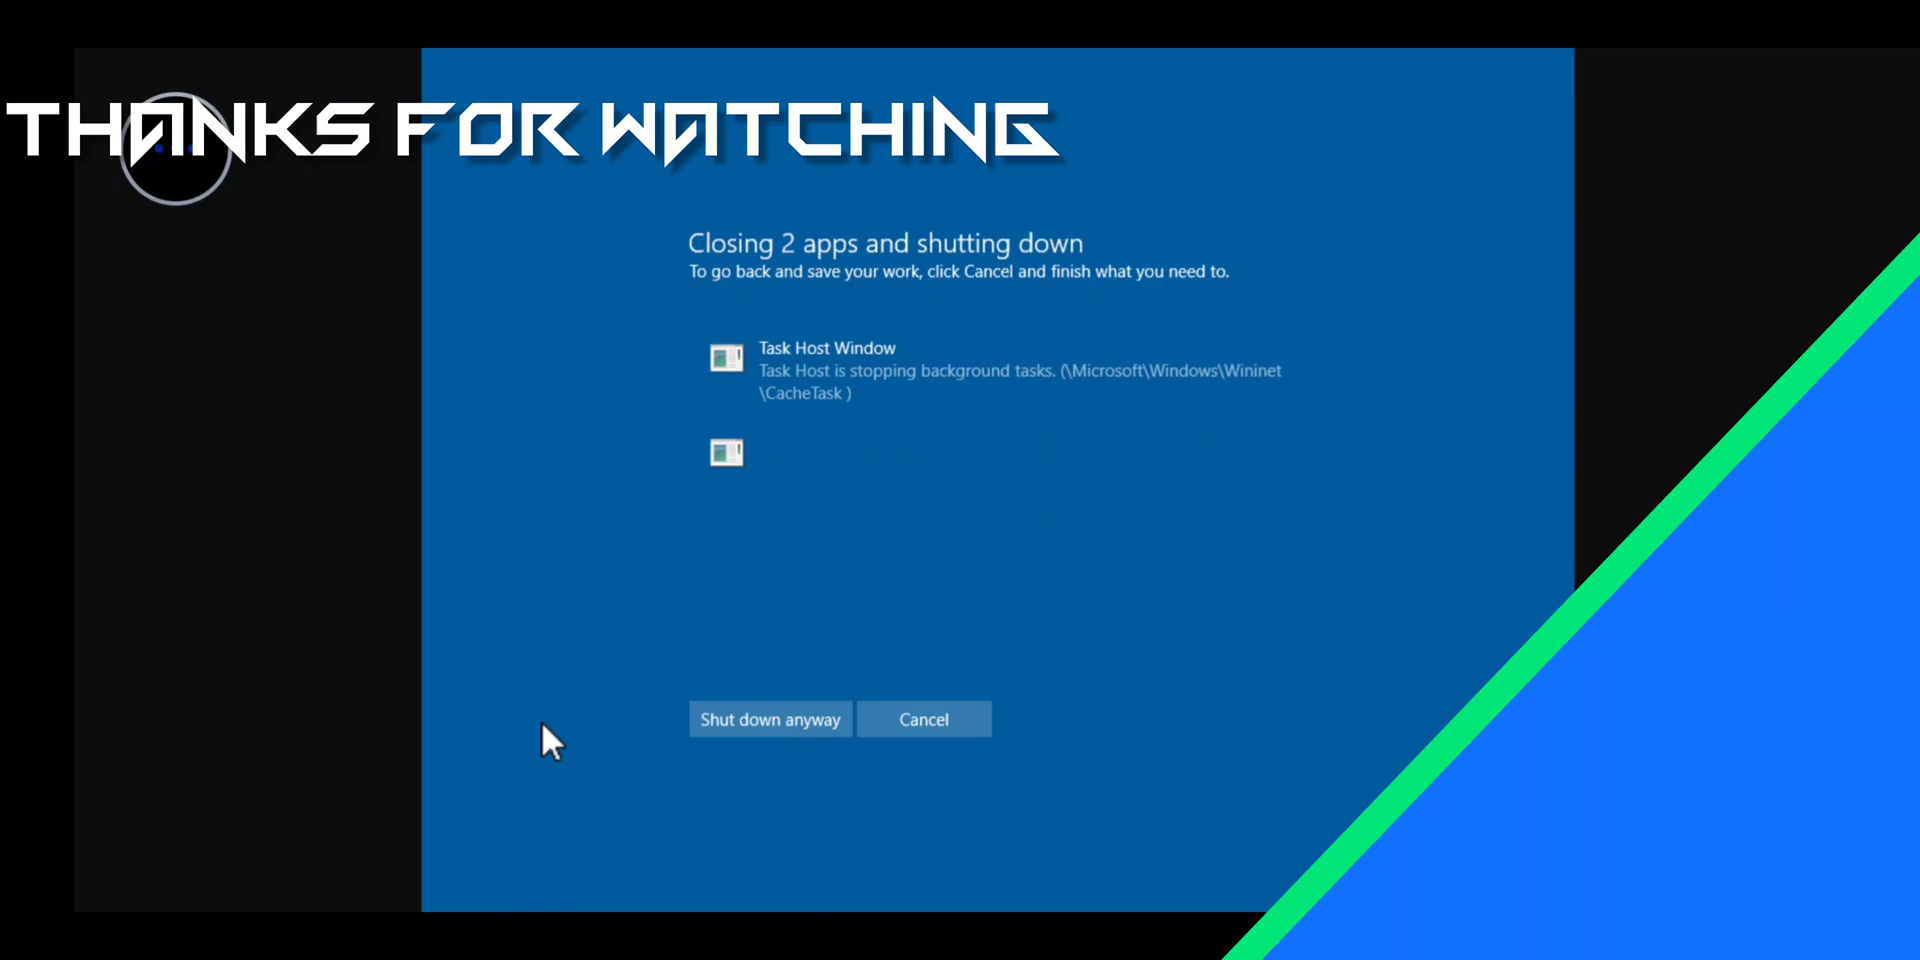 THANKS FOR WATCHING
Closing 2 apps and shutting down
To go back and save your work, click Cancel and finish what you need to.
Task Host Window
Task Host is stopping background tasks. (\Microsoft\Windows\Wininet
\CacheTask )
Shut down anyway
Cancel